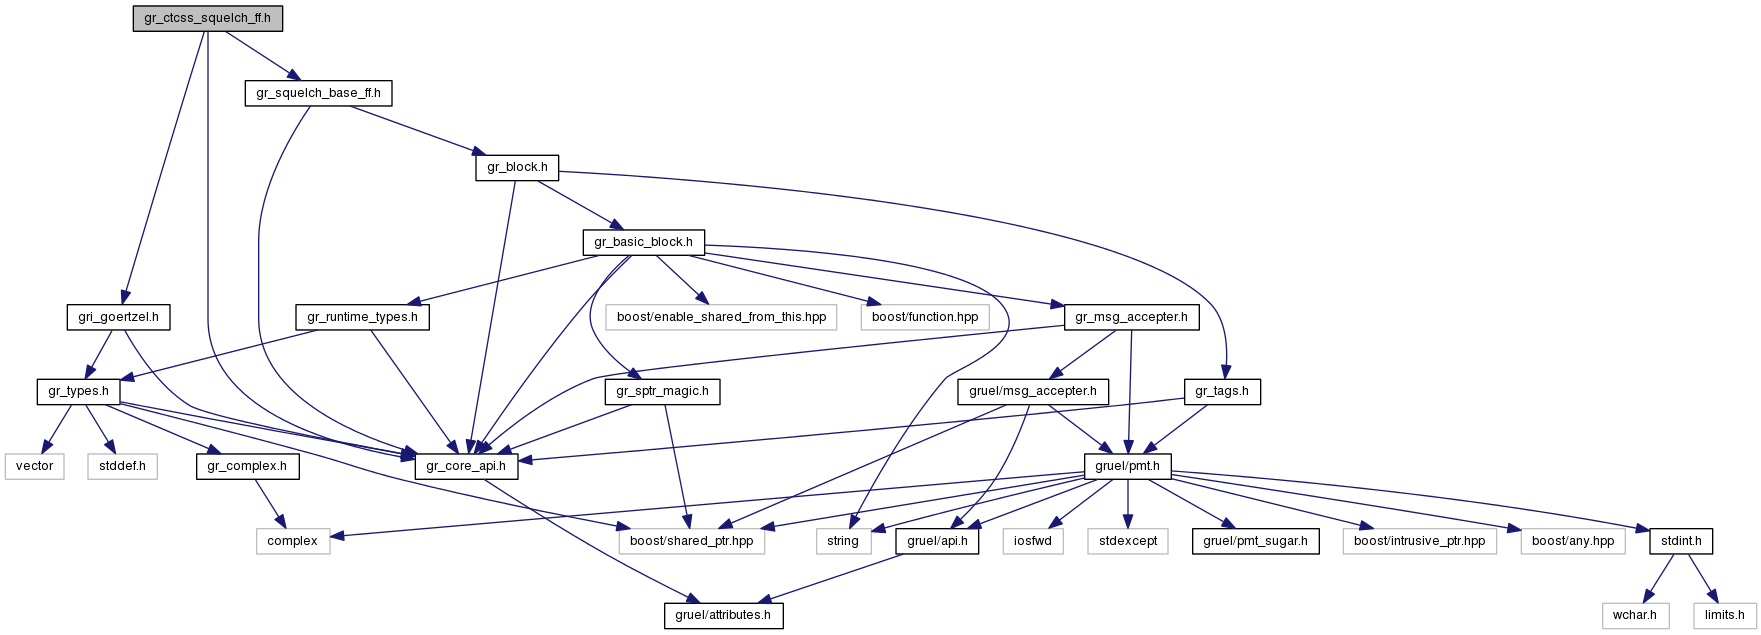 gr_ctcss_squelch_ff.h
gr_squelch_base_ff.h
gr_block.h
gr_basic_block.h
gri_goertzel.h
gr_runtime_types.h
boost/enable_shared_from_this.hpp
boost/function.hpp
gr_msg_accepter.h
gr_types.h
gr_sptr_magic.h
gruel/msg_accepter.h
gr_tags.h
vector
stddef.h
gr_complex.h
gr_core_api.h
gruel/pmt.h
complex
boost/shared_ptr.hpp
string
gruel/api.h
iosfwd
stdexcept
gruel/pmt_sugar.h
boost/intrusive_ptr.hpp
boost/any.hpp
stdint.h
gruel/attributes.h
wchar.h
limits.h